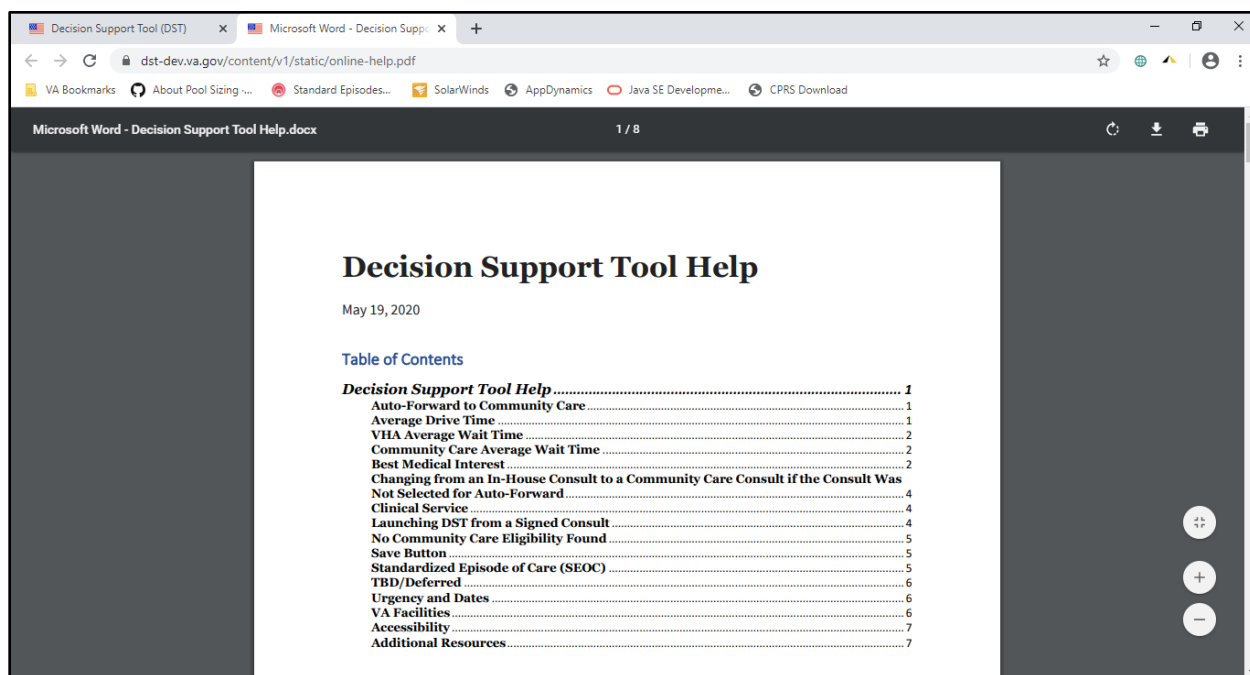 Decision Support Tool (DST)
Microsoft Word - Decision Suppo
dst-dev.va.gov/content/v1/static/online-help.pdf
VA Bookmarks About Pool Sizing -... Standard Episodes... SolarWinds AppDynamics Java SE Developme... CPRS Download
Microsoft Word - Decision Support Tool Help.docx 1 / 8
Decision Support Tool Help
May 19, 2020
Table of Contents
Decision Support Tool Help 1
Auto-Forward to Community Care 1
Average Drive Time 1
VHA Average Wait Time 2
Community Care Average Wait Time 2
Best Medical Interest 2
Changing from an In-House Consult to a Community Care Consult if the Consult Was
Not Selected for Auto-Forward 4
Clinical Service 4
Launching DST from a Signed Consult 4
No Community Care Eligibility Found 5
Save Button 5
Standardized Episode of Care (SEOC) 5
TBD/Deferred 6
Urgency and Dates 6
VA Facilities 6
Accessibility 7
Additional Resources 7